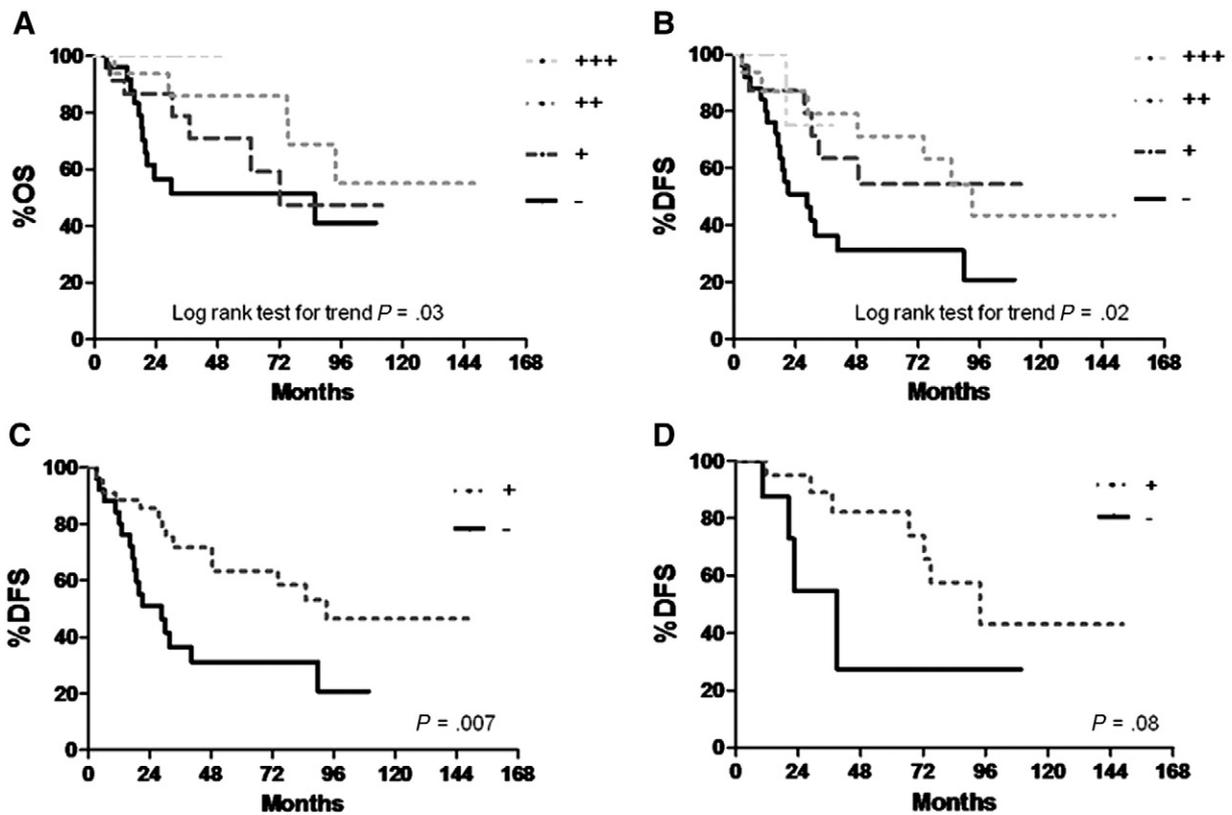 A
100
80
60
40
20
0
%OS
0 24 48 72 96 120 144 168
Months
Log rank test for trend P = .03
+++
++
+
-
B
100
80
60
40
20
0
%DFS
0 24 48 72 96 120 144 168
Months
Log rank test for trend P = .02
+++
++
+
-
C
100
80
60
40
20
0
%DFS
0 24 48 72 96 120 144 168
Months
P = .007
+
-
D
100
80
60
40
20
0
%DFS
0 24 48 72 96 120 144 168
Months
P = .08
+
-